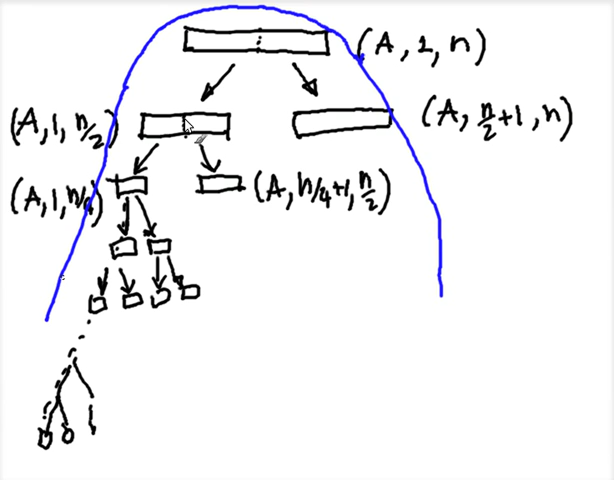 (A, 1, n)
(A, 1, n/2)
(A, n/2+1, n)
(A, 1, n/4)
(A, n/4+1, n/2)